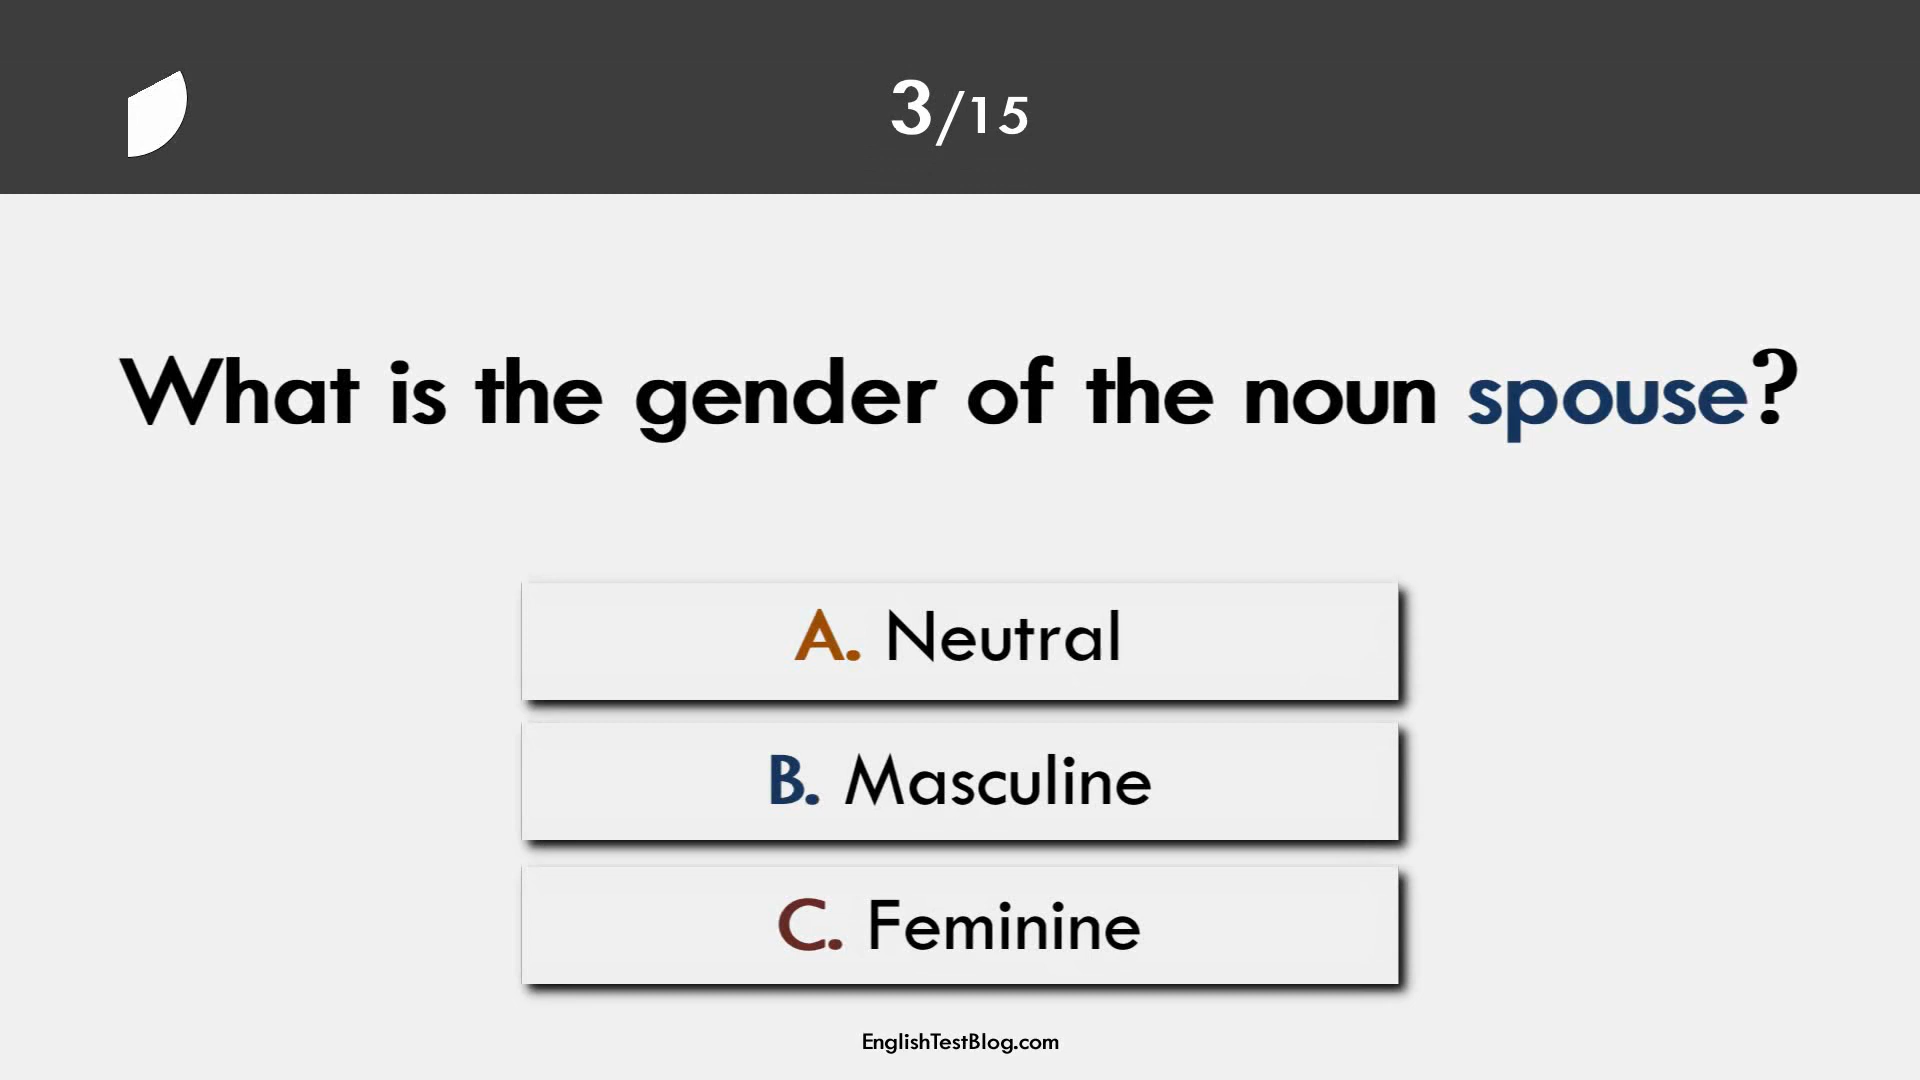 3/15
What is the gender of the noun spouse?
A. Neutral
B. Masculine
C. Feminine
EnglishTestBlog.com